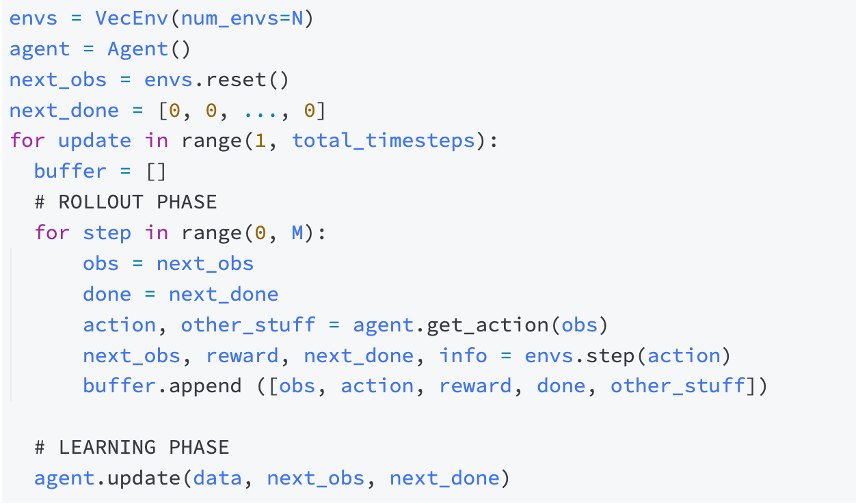 envs = VecEnv(num_envs=N)
agent = Agent()
next_obs = envs.reset()
next_done = [0, 0, ..., 0]
for update in range(1, total_timesteps):
  buffer = []
  # ROLLOUT PHASE
  for step in range(0, M):
      obs = next_obs
      done = next_done
      action, other_stuff = agent.get_action(obs)
      next_obs, reward, next_done, info = envs.step(action)
      buffer.append ([obs, action, reward, done, other_stuff])
  # LEARNING PHASE
  agent.update(data, next_obs, next_done)